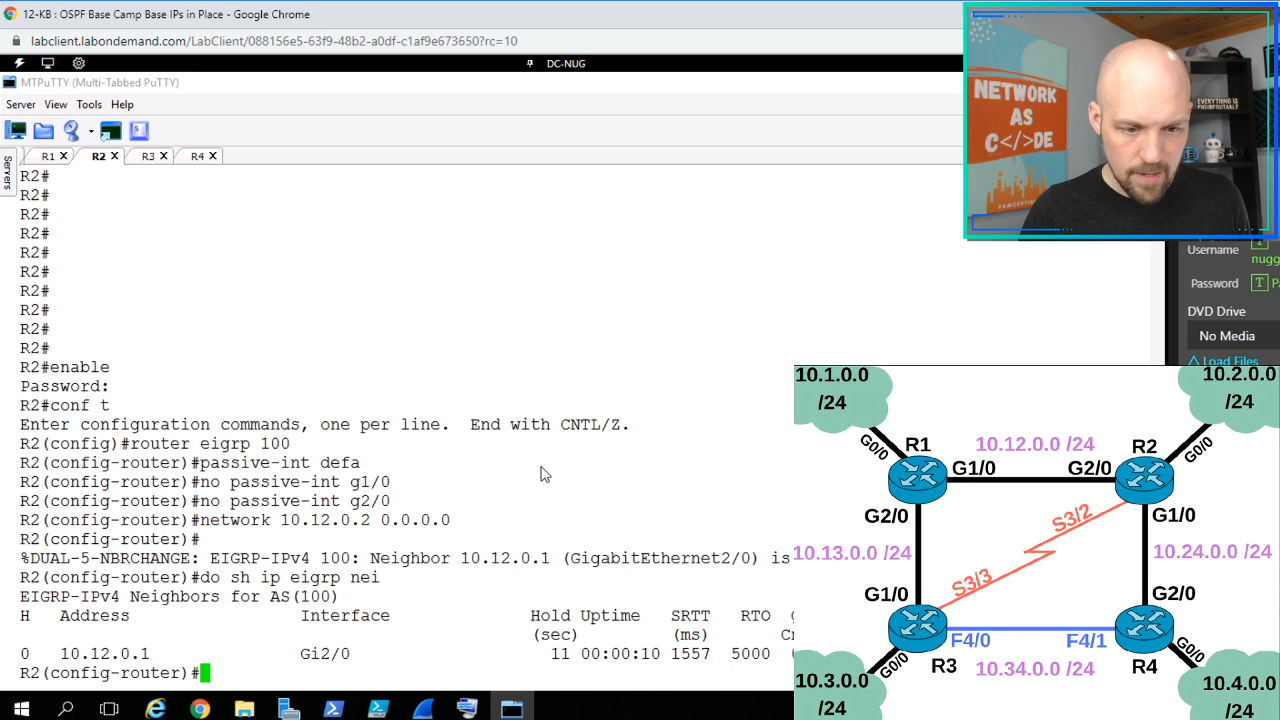 12-KB : OSPF Base Camp Base IPs in Place - Google Chrome
labclient.labondemand.com/LabClient/088156e5-63f9-48b2-a0df-c1af9e673650?rc=10
DC-NUG
MTPuTTY (Multi-Tabbed PuTTY)
Server View Tools Help
Servers
R1 R2 R3 R4
R2#
R2#
R2#
R2#
R2#
R2#
R2#
R2#
R2#
R2#
R2#enable
Password:
R2#conf t
Enter configuration commands, one per line.  End with CNTL/Z.
R2(config)#router eigrp 100
R2(config-router)#passive-int defa
R2(config-router)#no passive-int g1/0
R2(config-router)#no passive-int g2/0
R2(config-router)#network 10.12.0.2 0.0.0.0
R2(config-router)#
%DUAL-5-NBRCHANGE: EIGRP-IPv4 100: Neighbor 10.12.0.1 (GigabitEthernet2/0) is
R2(config-router)#do sh ip eigrp nei
EIGRP-IPv4 Neighbors for AS(100)
H Address Interface Hold Uptime SRTT RTO
(sec) (ms)
0 10.12.0.1 Gi2/0 11 00:00:10 1557 5000
R2(config-router)#
NETWORK
AS
C</>DE
EVERYTHING IS
Username
nugg
Password
DVD Drive
No Media
Load Files
10.1.0.0
/24
10.2.0.0
/24
G0/0
R1
10.12.0.0 /24
R2
G0/0
G1/0
G2/0
G2/0
S3/2
G1/0
10.13.0.0 /24
10.24.0.0 /24
S3/3
G1/0
G2/0
F4/0
F4/1
G0/0
R3
10.34.0.0 /24
R4
G0/0
10.3.0.0
/24
10.4.0.0
/24